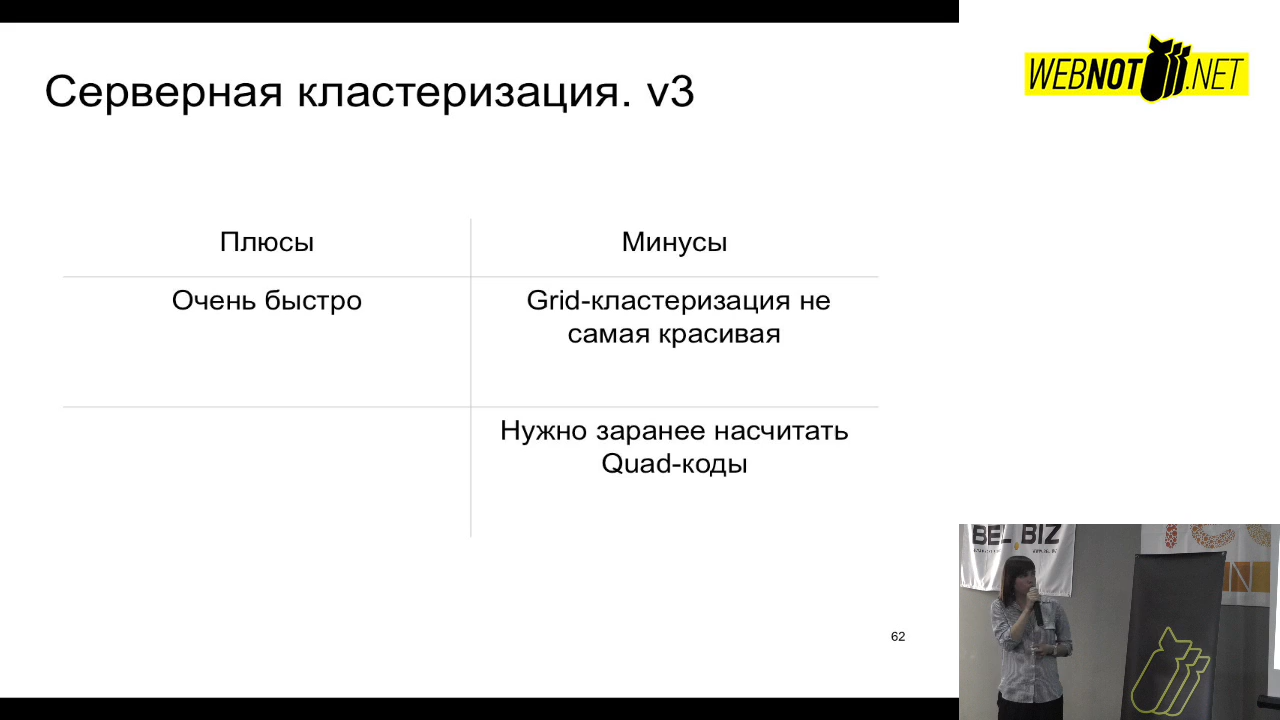 Серверная кластеризация. v3
WEBNOT.NET
Плюсы
Минусы
Очень быстро
Grid-кластеризация не
самая красивая
Нужно заранее насчитать
Quad-коды
62
BEL.BIZ